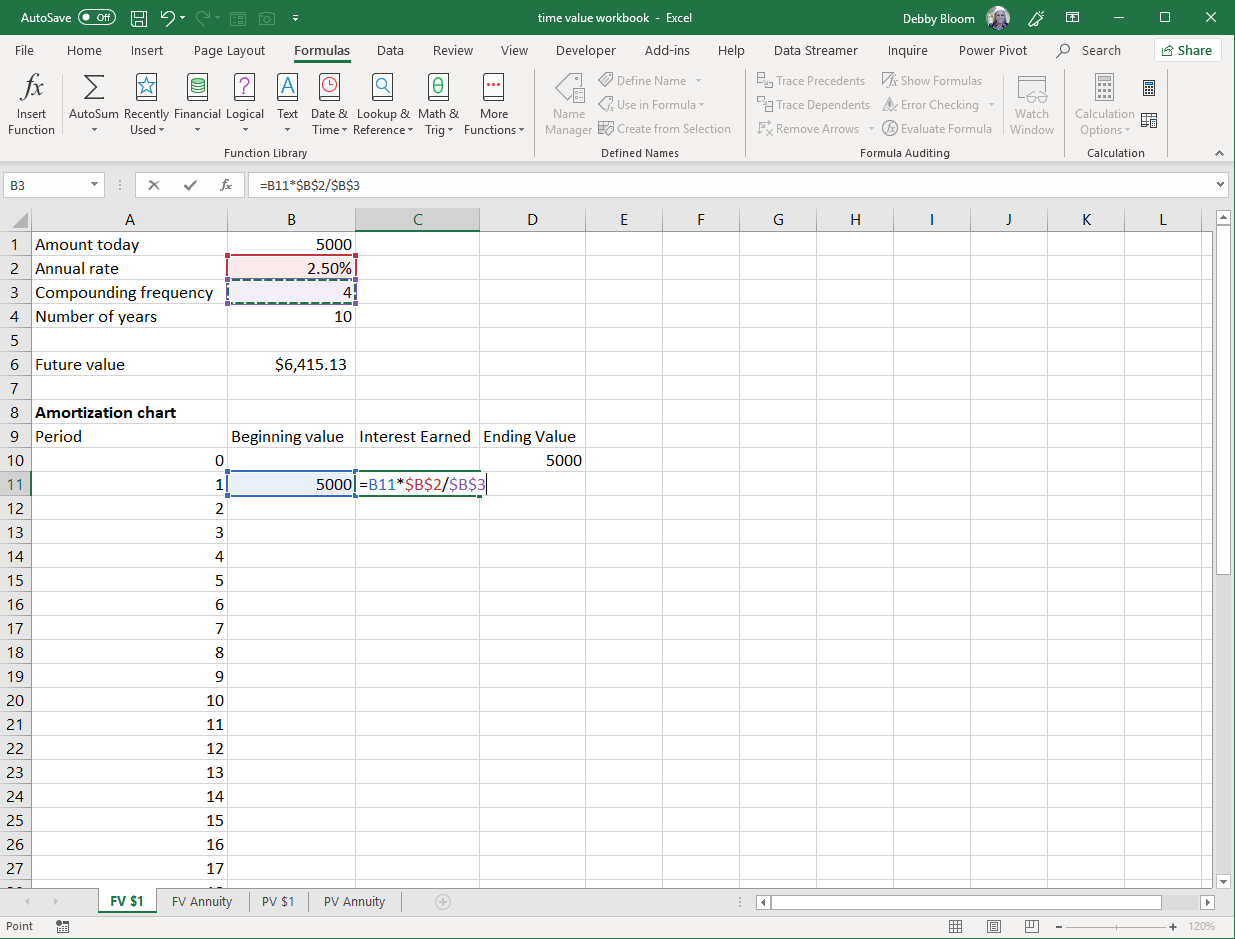 AutoSave Off time value workbook - Excel Debby Bloom
File Home Insert Page Layout Formulas Data Review View Developer Add-ins Help Data Streamer Inquire Power Pivot Search Share
fx Insert Function
AutoSum
Recently Used
Financial
Logical
Text
Date & Time
Lookup & Reference
Math & Trig
More Functions
Function Library
Name Manager
Define Name
Use in Formula
Create from Selection
Defined Names
Trace Precedents
Trace Dependents
Remove Arrows
Show Formulas
Error Checking
Evaluate Formula
Watch Window
Formula Auditing
Calculation Options
Calculation
B3 fx =B11*$B$2/$B$3
A B C D E F G H I J K L
1 Amount today 5000
2 Annual rate 2.50%
3 Compounding frequency 4
4 Number of years 10
5
6 Future value $6,415.13
7
8 Amortization chart
9 Period Beginning value Interest Earned Ending Value
10 0 5000
11 1 5000 =B11*$B$2/$B$3
12 2
13 3
14 4
15 5
16 6
17 7
18 8
19 9
20 10
21 11
22 12
23 13
24 14
25 15
26 16
27 17
FV $1 FV Annuity PV $1 PV Annuity
Point 120%